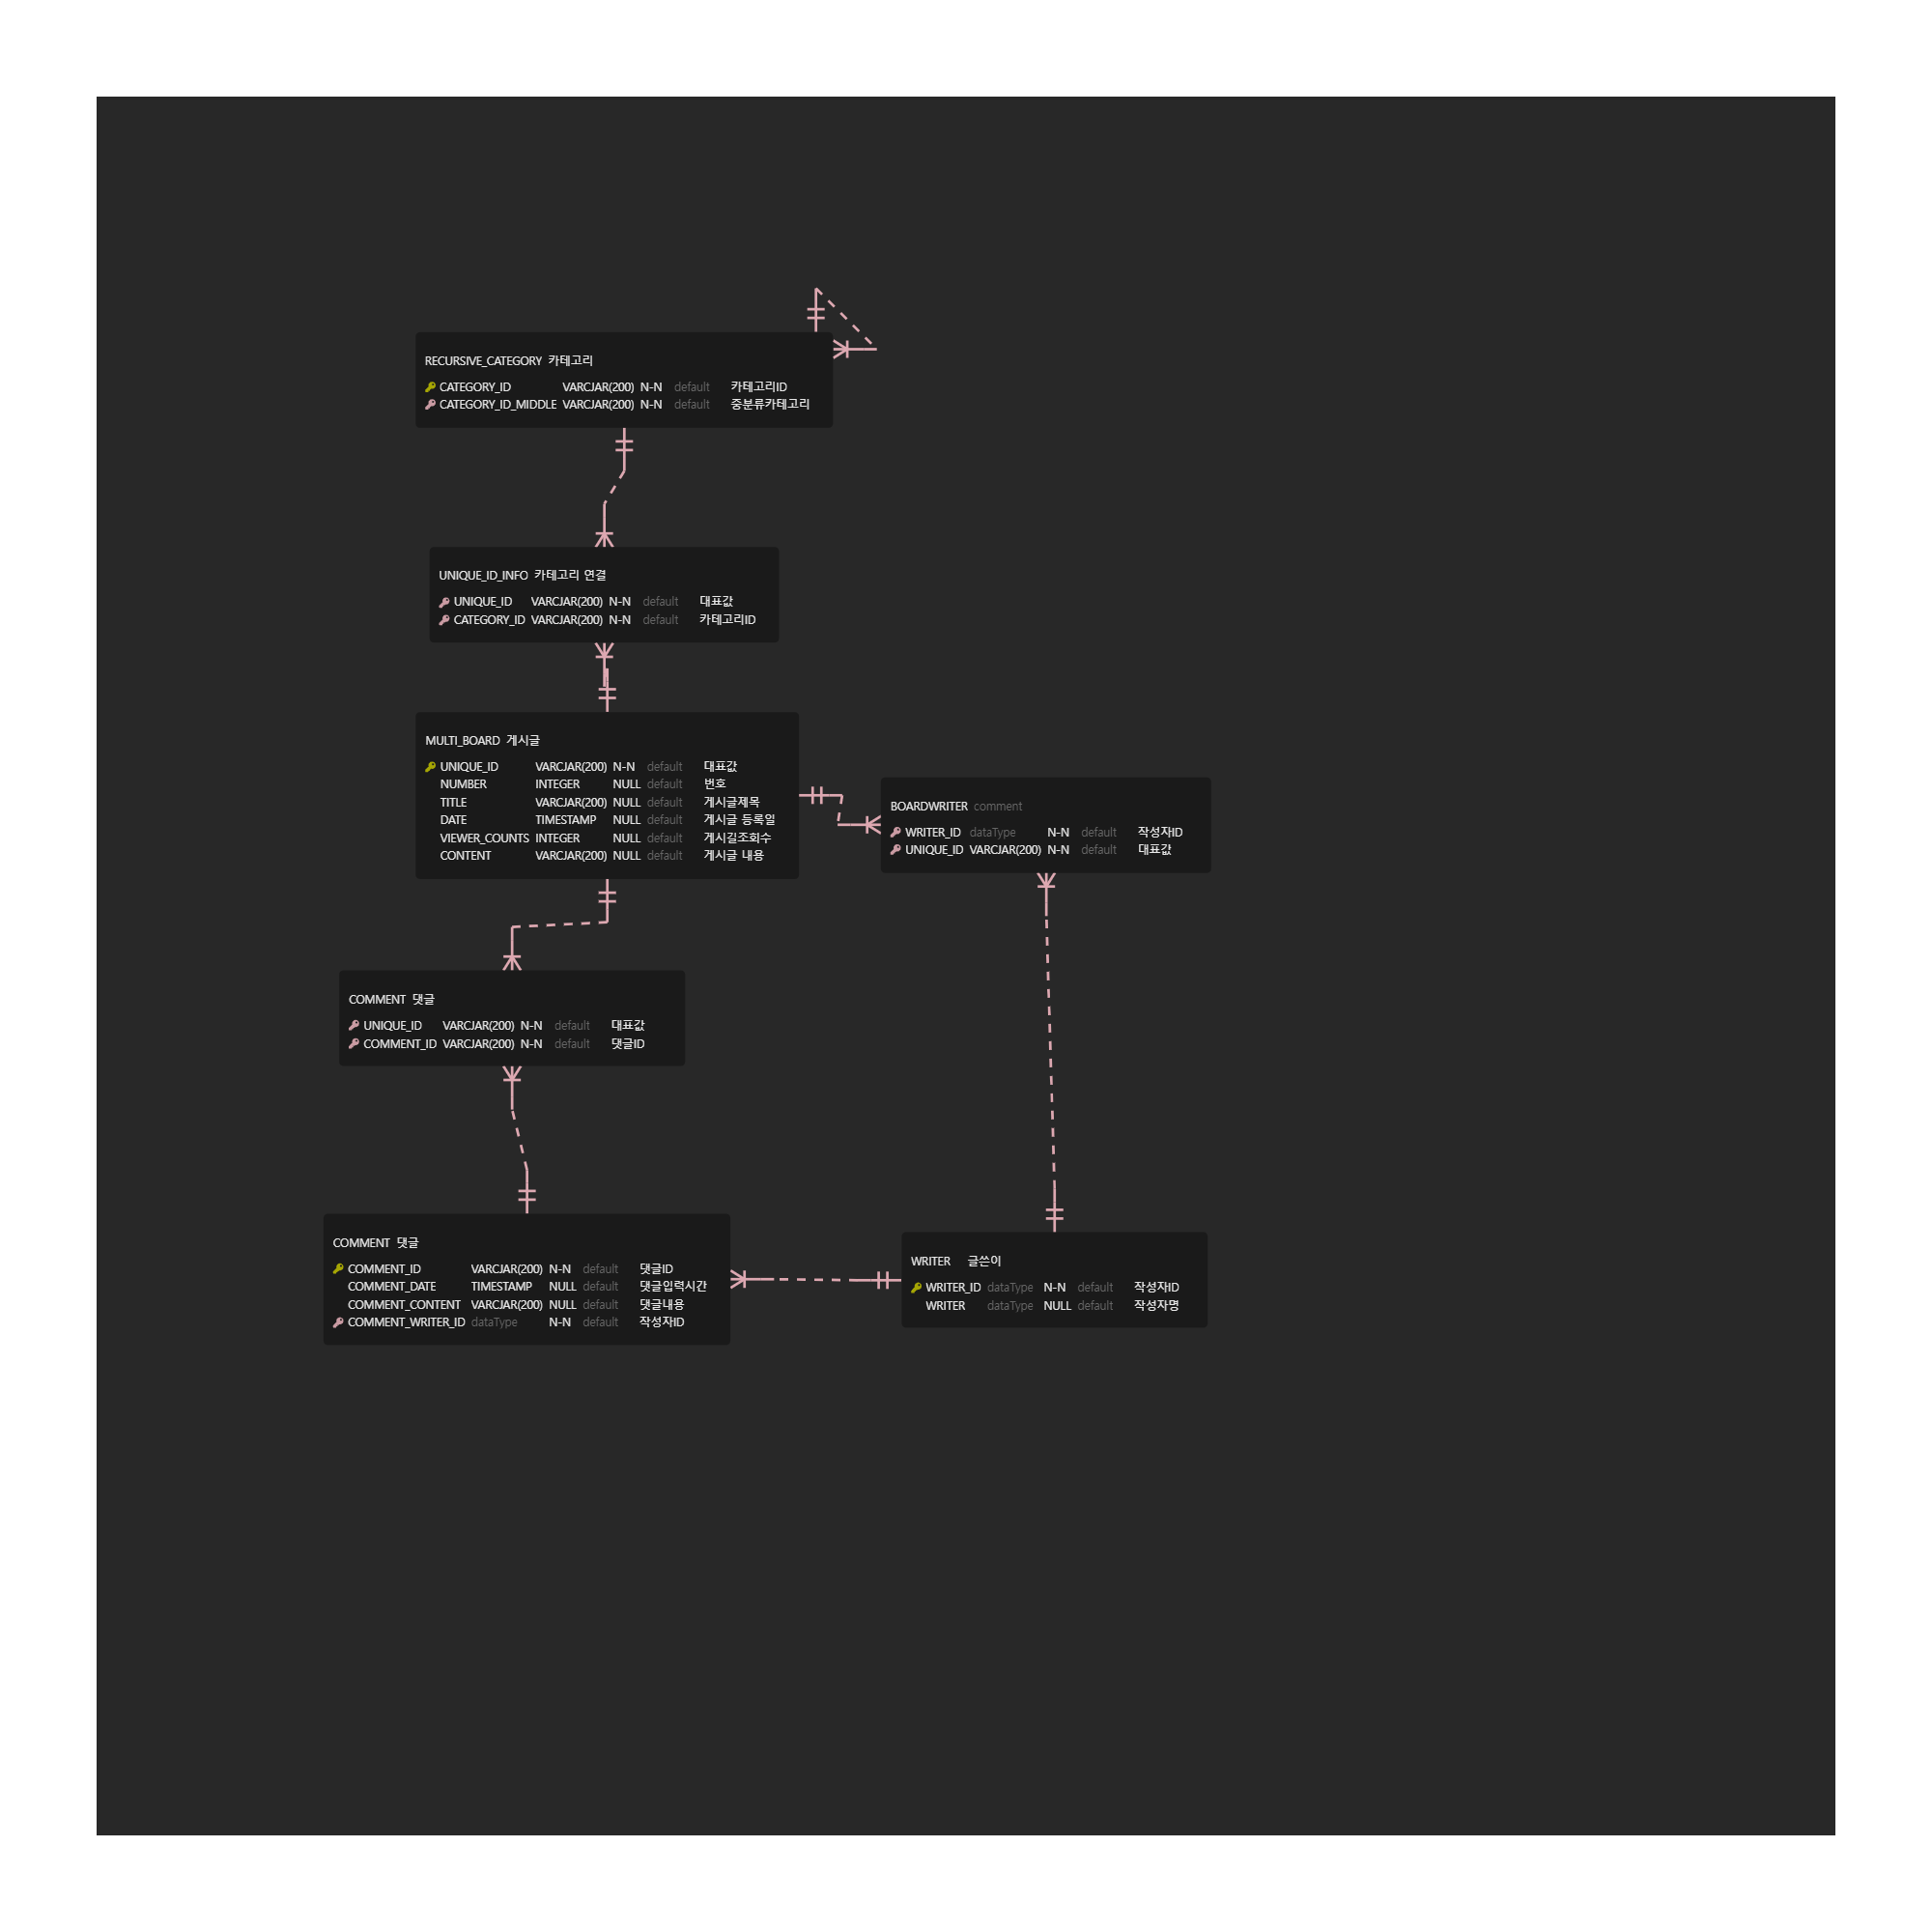 RECURSIVE_CATEGORY 카테고리
CATEGORY_ID VARCJAR(200) N-N default 카테고리ID
CATEGORY_ID_MIDDLE VARCJAR(200) N-N default 중분류카테고리
UNIQUE_ID_INFO 카테고리 연결
UNIQUE_ID VARCJAR(200) N-N default 대표값
CATEGORY_ID VARCJAR(200) N-N default 카테고리ID
MULTI_BOARD 게시글
UNIQUE_ID VARCJAR(200) N-N default 대표값
NUMBER INTEGER NULL default 번호
TITLE VARCJAR(200) NULL default 게시글제목
DATE TIMESTAMP NULL default 게시글 등록일
VIEWER_COUNTS INTEGER NULL default 게시길조회수
CONTENT VARCJAR(200) NULL default 게시글 내용
BOARDWRITER comment
WRITER_ID dataType N-N default 작성자ID
UNIQUE_ID VARCJAR(200) N-N default 대표값
COMMENT 댓글
UNIQUE_ID VARCJAR(200) N-N default 대표값
COMMENT_ID VARCJAR(200) N-N default 댓글ID
COMMENT 댓글
COMMENT_ID VARCJAR(200) N-N default 댓글ID
COMMENT_DATE TIMESTAMP NULL default 댓글입력시간
COMMENT_CONTENT VARCJAR(200) NULL default 댓글내용
COMMENT_WRITER_ID dataType N-N default 작성자ID
WRITER 글쓴이
WRITER_ID dataType N-N default 작성자ID
WRITER dataType NULL default 작성자명